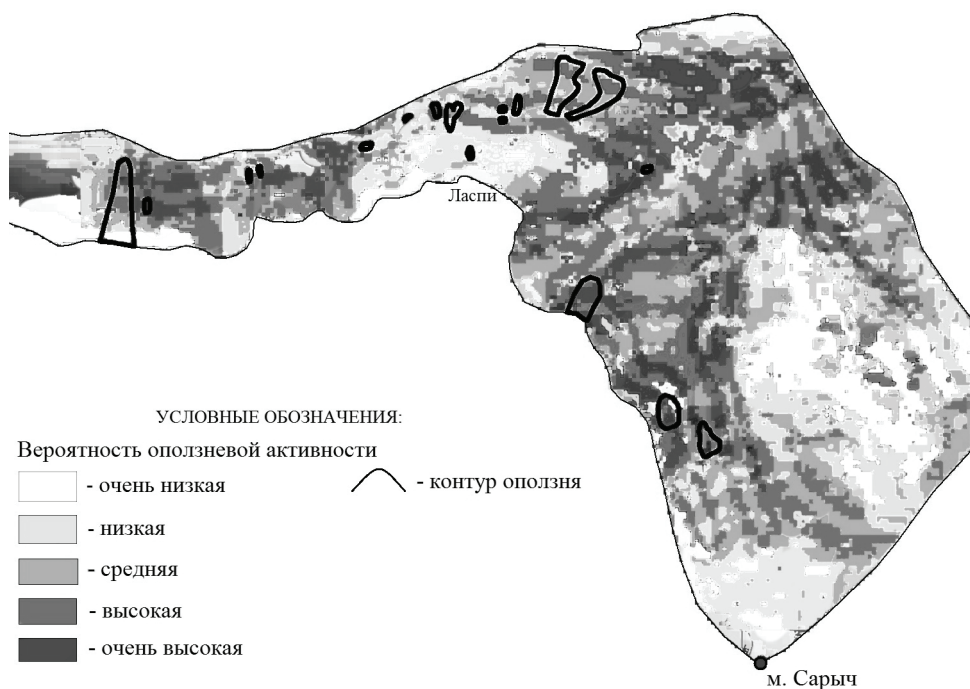 Ласпи
УСЛОВНЫЕ ОБОЗНАЧЕНИЯ:
Вероятность оползневой активности
- очень низкая
- контур оползня
- низкая
- средняя
- высокая
- очень высокая
м. Сарыч